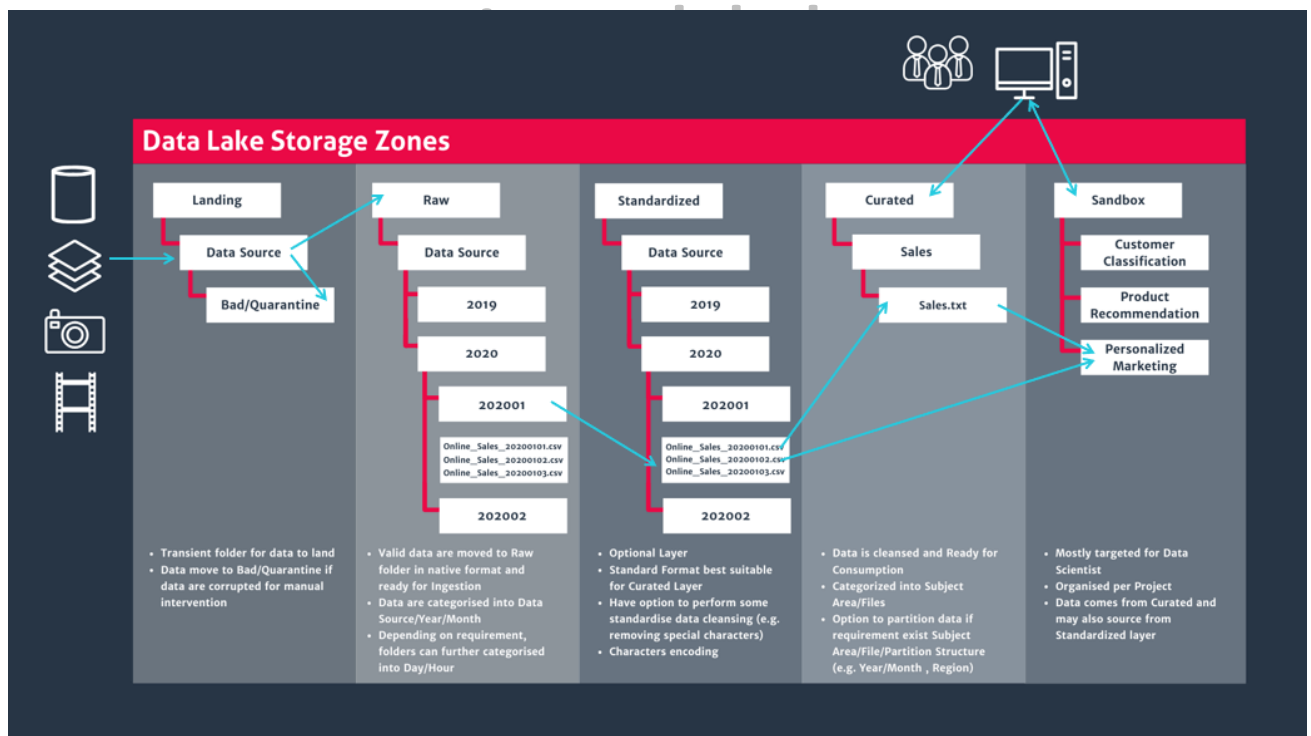 Data Lake Storage Zones
Landing
Data Source
Bad/Quarantine
• Transient folder for data to land
• Data move to Bad/Quarantine if
data are corrupted for manual
intervention
Raw
Data Source
2019
2020
202001
Online_Sales_20200101.csv
Online_Sales_20200102.csv
Online_Sales_20200103.csv
202002
• Valid data are moved to Raw
folder in native format and
ready for Ingestion
• Data are categorised into Data
Source/Year/Month
• Depending on requirement,
folders can further categorised
into Day/Hour
Standardized
Data Source
2019
2020
202001
Online_Sales_20200101.csv
Online_Sales_20200102.csv
Online_Sales_20200103.csv
202002
• Optional Layer
• Standard Format best suitable
for Curated Layer
• Have option to perform some
standardise data cleansing (e.g.
removing special characters)
• Characters encoding
Curated
Sales
Sales.txt
• Data is cleansed and Ready for
Consumption
• Categorized into Subject
Area/Files
• Option to partition data if
requirement exist Subject
Area/File/Partition Structure
(e.g. Year/Month , Region)
Sandbox
Customer
Classification
Product
Recommendation
Personalized
Marketing
• Mostly targeted for Data
Scientist
• Organised per Project
• Data comes from Curated and
may also source from
Standardized layer